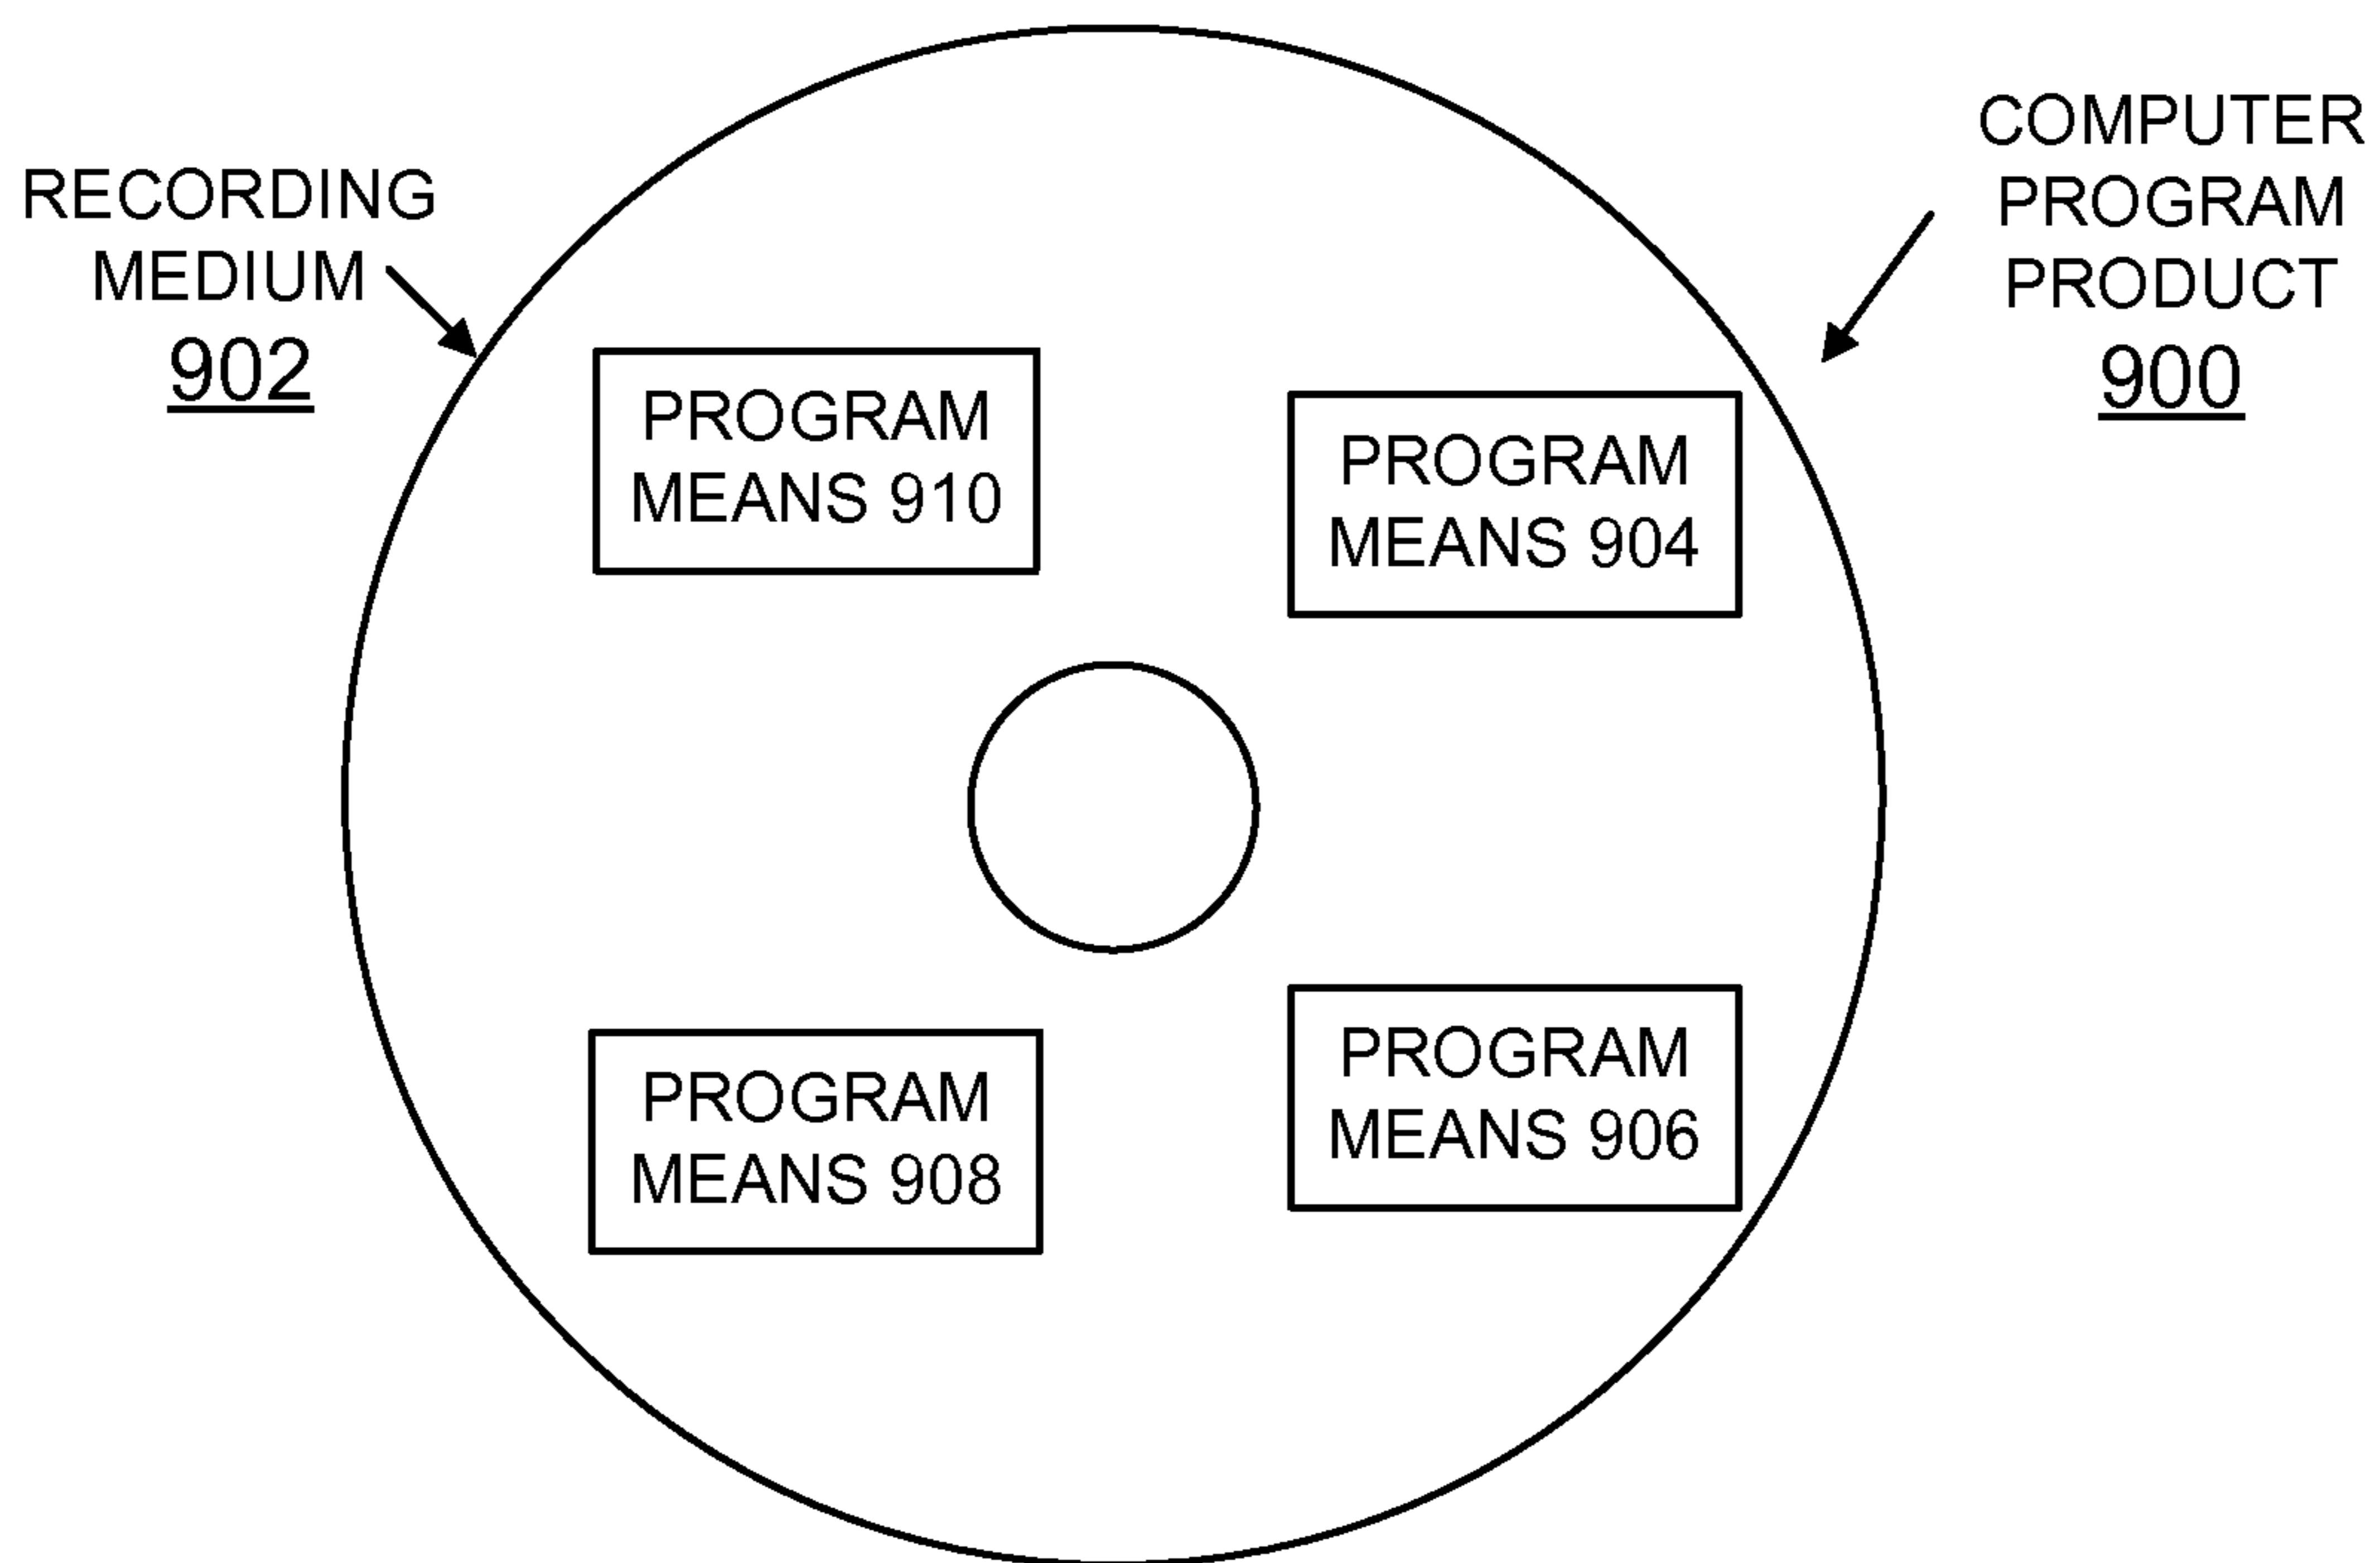 RECORDING
MEDIUM
902
COMPUTER
PROGRAM
PRODUCT
900
PROGRAM
MEANS 910
PROGRAM
MEANS 904
PROGRAM
MEANS 908
PROGRAM
MEANS 906